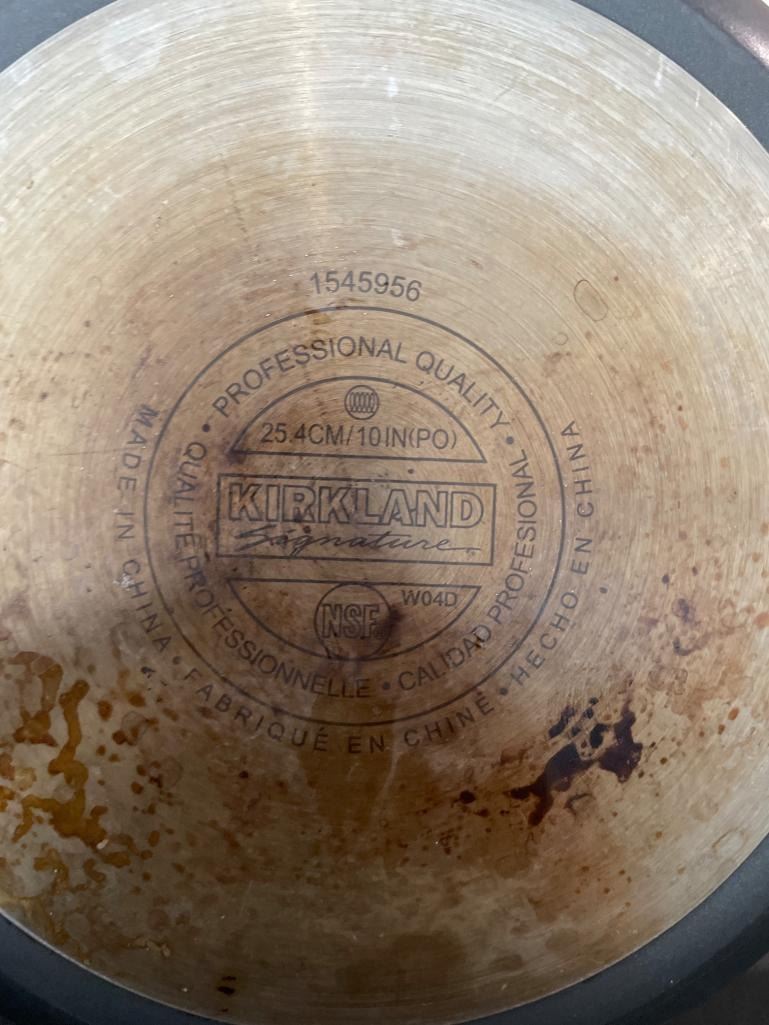 1545956
• PROFESSIONAL QUALITY •
25.4CM/10IN(PO)
KIRKLAND
Signature
NSF
W04D
QUALITÉ PROFESSIONNELLE • CALIDAD PROFESIONAL
MADE IN CHINA • FABRIQUÉ EN CHINE • HECHO EN CHINA